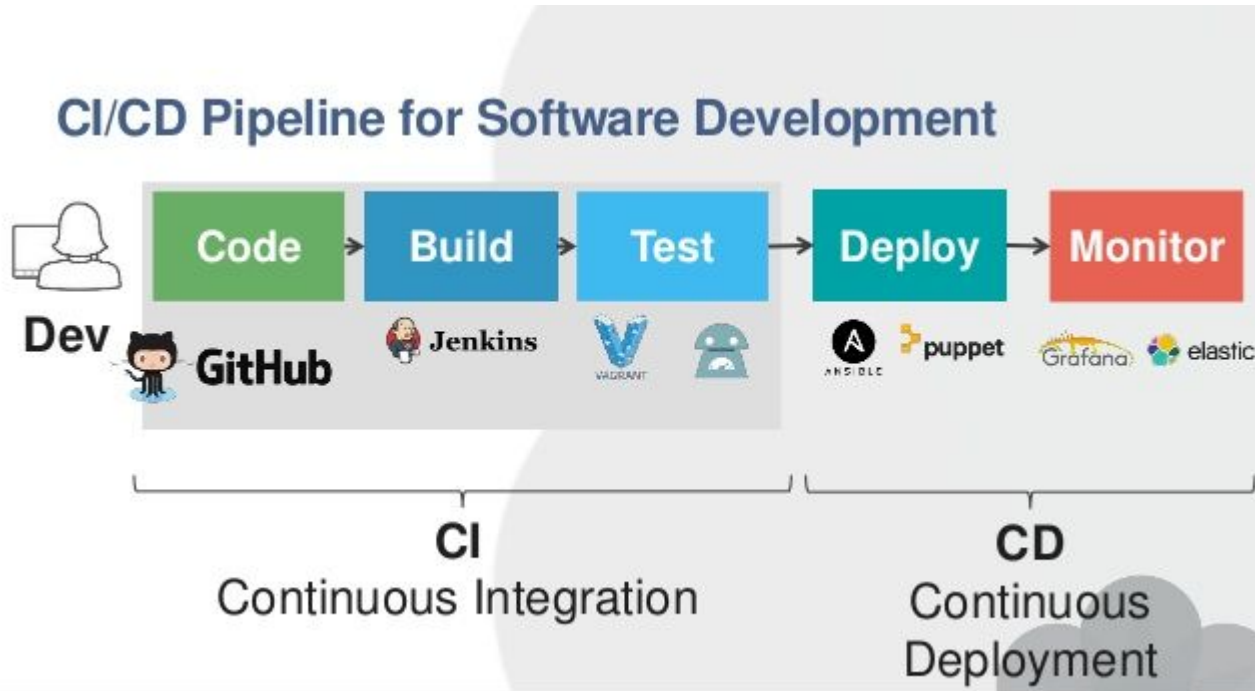 CI/CD Pipeline for Software Development
Code
Build
Test
Deploy
Monitor
Dev
GitHub
Jenkins
VAGRANT
ANSIBLE
puppet
Grafana
elastic
CI
Continuous Integration
CD
Continuous
Deployment